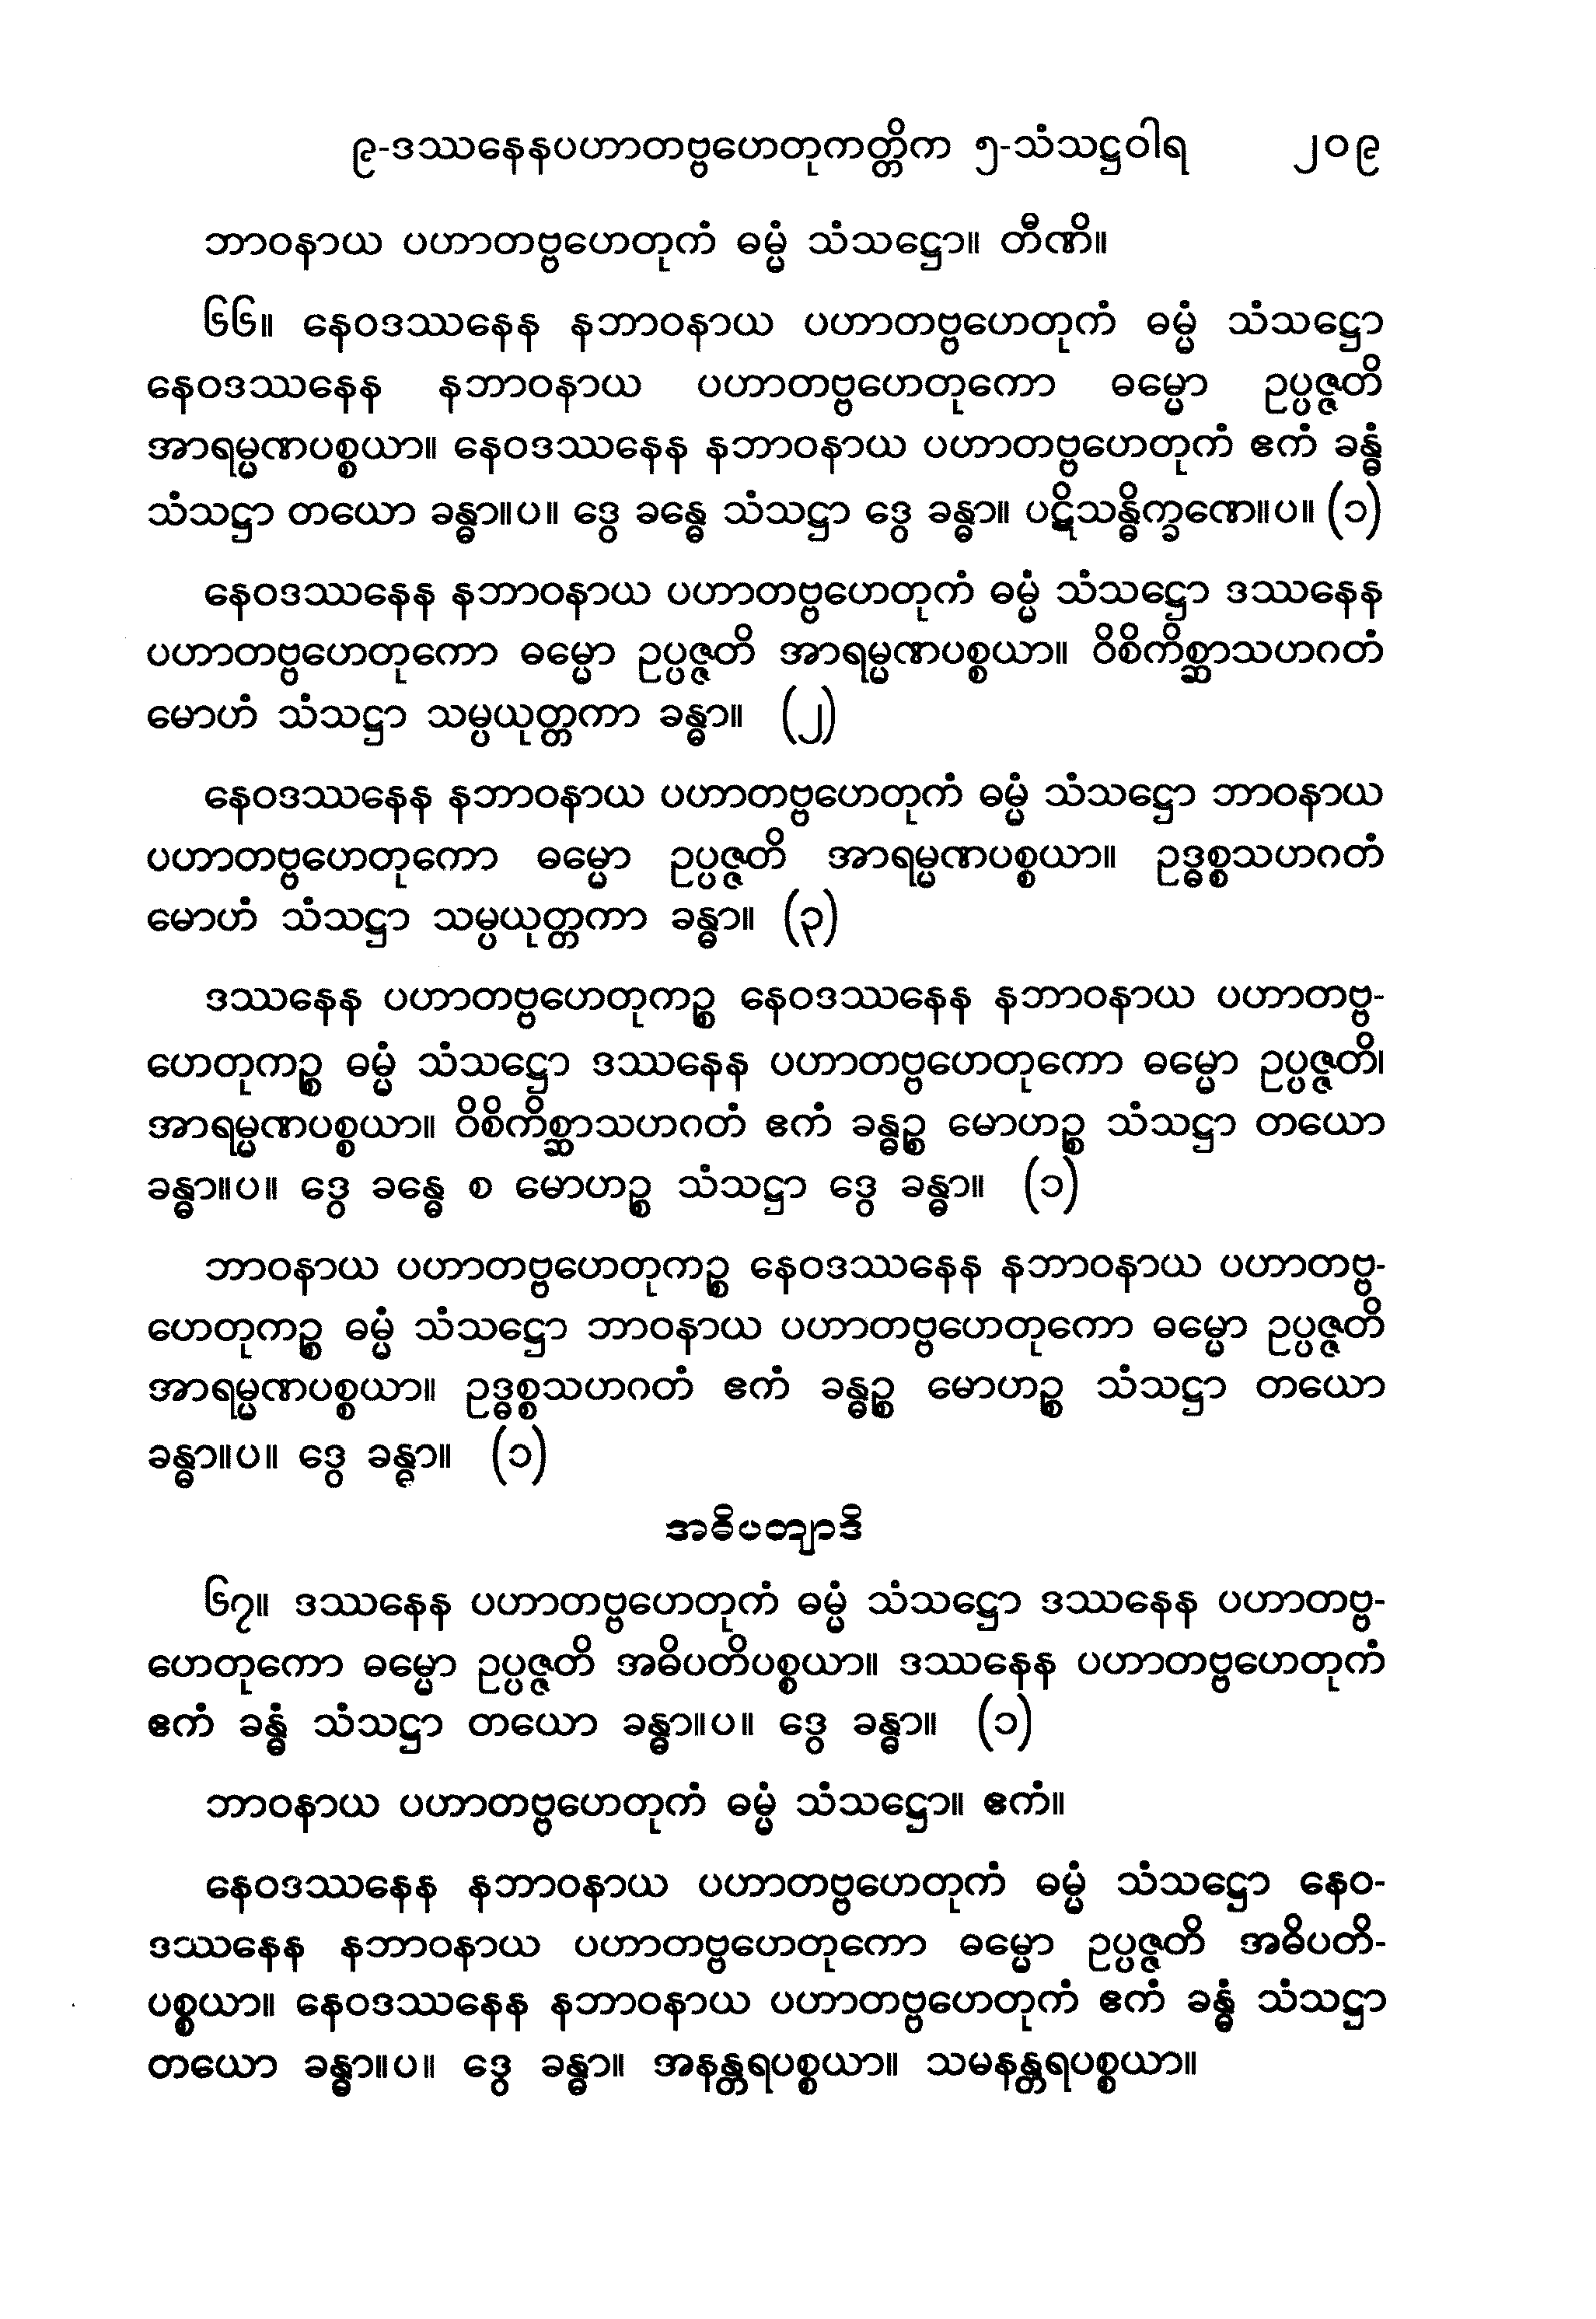 ၉-ဒဿနေနပဟာတဗ္ဗဟေတုကတ္တိက ၅-သံသဋ္ဌဝါရ ၂၀၉
ဘာဝနာယ ပဟာတဗ္ဗဟေတုကံ ဓမ္မံ သံသဋ္ဌော။ တီဏိ။
၆၆။ နေဝဒဿနေန နဘာဝနာယ ပဟာတဗ္ဗဟေတုကံ ဓမ္မံ သံသဋ္ဌော
နေဝဒဿနေန နဘာဝနာယ ပဟာတဗ္ဗဟေတုကော ဓမ္မော ဥပ္ပဇ္ဇတိ
အာရမ္မဏပစ္စယာ။ နေဝဒဿနေန နဘာဝနာယ ပဟာတဗ္ဗဟေတုကံ ဧကံ ခန္ဓံ
သံသဋ္ဌာ တယော ခန္ဓာ။ပ။ ဒွေ ခန္ဓေ သံသဋ္ဌာ ဒွေ ခန္ဓာ။ ပဋိသန္ဓိက္ခဏေ။ပ။ (၁)
နေဝဒဿနေန နဘာဝနာယ ပဟာတဗ္ဗဟေတုကံ ဓမ္မံ သံသဋ္ဌော ဒဿနေန
ပဟာတဗ္ဗဟေတုကော ဓမ္မော ဥပ္ပဇ္ဇတိ အာရမ္မဏပစ္စယာ။ ဝိစိကိစ္ဆာသဟဂတံ
မောဟံ သံသဋ္ဌာ သမ္ပယုတ္တကာ ခန္ဓာ။ (၂)
နေဝဒဿနေန နဘာဝနာယ ပဟာတဗ္ဗဟေတုကံ ဓမ္မံ သံသဋ္ဌော ဘာဝနာယ
ပဟာတဗ္ဗဟေတုကော ဓမ္မော ဥပ္ပဇ္ဇတိ အာရမ္မဏပစ္စယာ။ ဥဒ္ဓစ္စသဟဂတံ
မောဟံ သံသဋ္ဌာ သမ္ပယုတ္တကာ ခန္ဓာ။ (၃)
ဒဿနေန ပဟာတဗ္ဗဟေတုကဉ္စ နေဝဒဿနေန နဘာဝနာယ ပဟာတဗ္ဗ-
ဟေတုကဉ္စ ဓမ္မံ သံသဋ္ဌော ဒဿနေန ပဟာတဗ္ဗဟေတုကော ဓမ္မော ဥပ္ပဇ္ဇတိ၊
အာရမ္မဏပစ္စယာ။ ဝိစိကိစ္ဆာသဟဂတံ ဧကံ ခန္ဓဉ္စ မောဟဉ္စ သံသဋ္ဌာ တယော
ခန္ဓာ။ပ။ ဒွေ ခန္ဓေ စ မောဟဉ္စ သံသဋ္ဌာ ဒွေ ခန္ဓာ။ (၁)
ဘာဝနာယ ပဟာတဗ္ဗဟေတုကဉ္စ နေဝဒဿနေန နဘာဝနာယ ပဟာတဗ္ဗ-
ဟေတုကဉ္စ ဓမ္မံ သံသဋ္ဌော ဘာဝနာယ ပဟာတဗ္ဗဟေတုကော ဓမ္မော ဥပ္ပဇ္ဇတိ
အာရမ္မဏပစ္စယာ။ ဥဒ္ဓစ္စသဟဂတံ ဧကံ ခန္ဓဉ္စ မောဟဉ္စ သံသဋ္ဌာ တယော
ခန္ဓာ။ပ။ ဒွေ ခန္ဓာ။ (၁)
အဓိပတျာဒိ
၆၇။ ဒဿနေန ပဟာတဗ္ဗဟေတုကံ ဓမ္မံ သံသဋ္ဌော ဒဿနေန ပဟာတဗ္ဗ-
ဟေတုကော ဓမ္မော ဥပ္ပဇ္ဇတိ အဓိပတိပစ္စယာ။ ဒဿနေန ပဟာတဗ္ဗဟေတုကံ
ဧကံ ခန္ဓံ သံသဋ္ဌာ တယော ခန္ဓာ။ပ။ ဒွေ ခန္ဓာ။ (၁)
ဘာဝနာယ ပဟာတဗ္ဗဟေတုကံ ဓမ္မံ သံသဋ္ဌော။ ဧကံ။
နေဝဒဿနေန နဘာဝနာယ ပဟာတဗ္ဗဟေတုကံ ဓမ္မံ သံသဋ္ဌော နေဝ-
ဒဿနေန နဘာဝနာယ ပဟာတဗ္ဗဟေတုကော ဓမ္မော ဥပ္ပဇ္ဇတိ အဓိပတိ-
ပစ္စယာ။ နေဝဒဿနေန နဘာဝနာယ ပဟာတဗ္ဗဟေတုကံ ဧကံ ခန္ဓံ သံသဋ္ဌာ
တယော ခန္ဓာ။ပ။ ဒွေ ခန္ဓာ။ အနန္တရပစ္စယာ။ သမနန္တရပစ္စယာ။